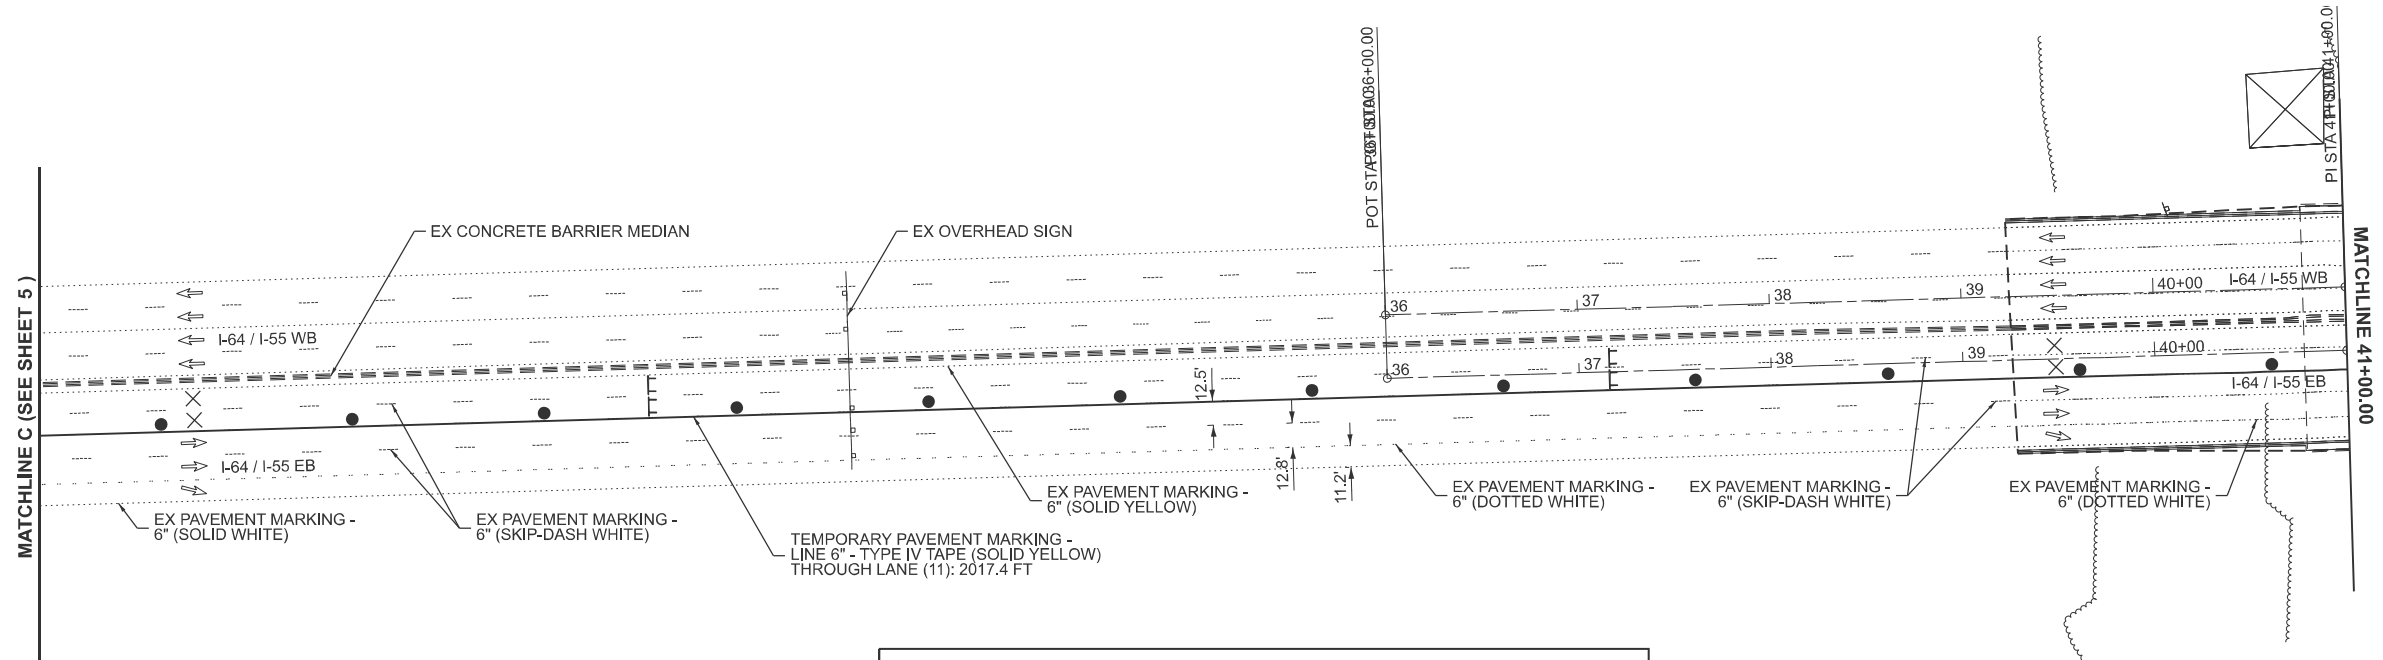 MATCHLINE C (SEE SHEET 5 )
EX CONCRETE BARRIER MEDIAN
EX OVERHEAD SIGN
I-64 / I-55 WB
I-64 / I-55 EB
36
37
38
39
40+00
I-64 / I-55 WB
36
37
38
39
40+00
I-64 / I-55 EB
MATCHLINE 41+00.00
12.5'
12.8'
11.2'
EX PAVEMENT MARKING -
6" (SOLID WHITE)
EX PAVEMENT MARKING -
6" (SKIP-DASH WHITE)
TEMPORARY PAVEMENT MARKING -
LINE 6" - TYPE IV TAPE (SOLID YELLOW)
THROUGH LANE (11): 2017.4 FT
EX PAVEMENT MARKING -
6" (SOLID YELLOW)
EX PAVEMENT MARKING -
6" (DOTTED WHITE)
EX PAVEMENT MARKING -
6" (SKIP-DASH WHITE)
EX PAVEMENT MARKING -
6" (DOTTED WHITE)